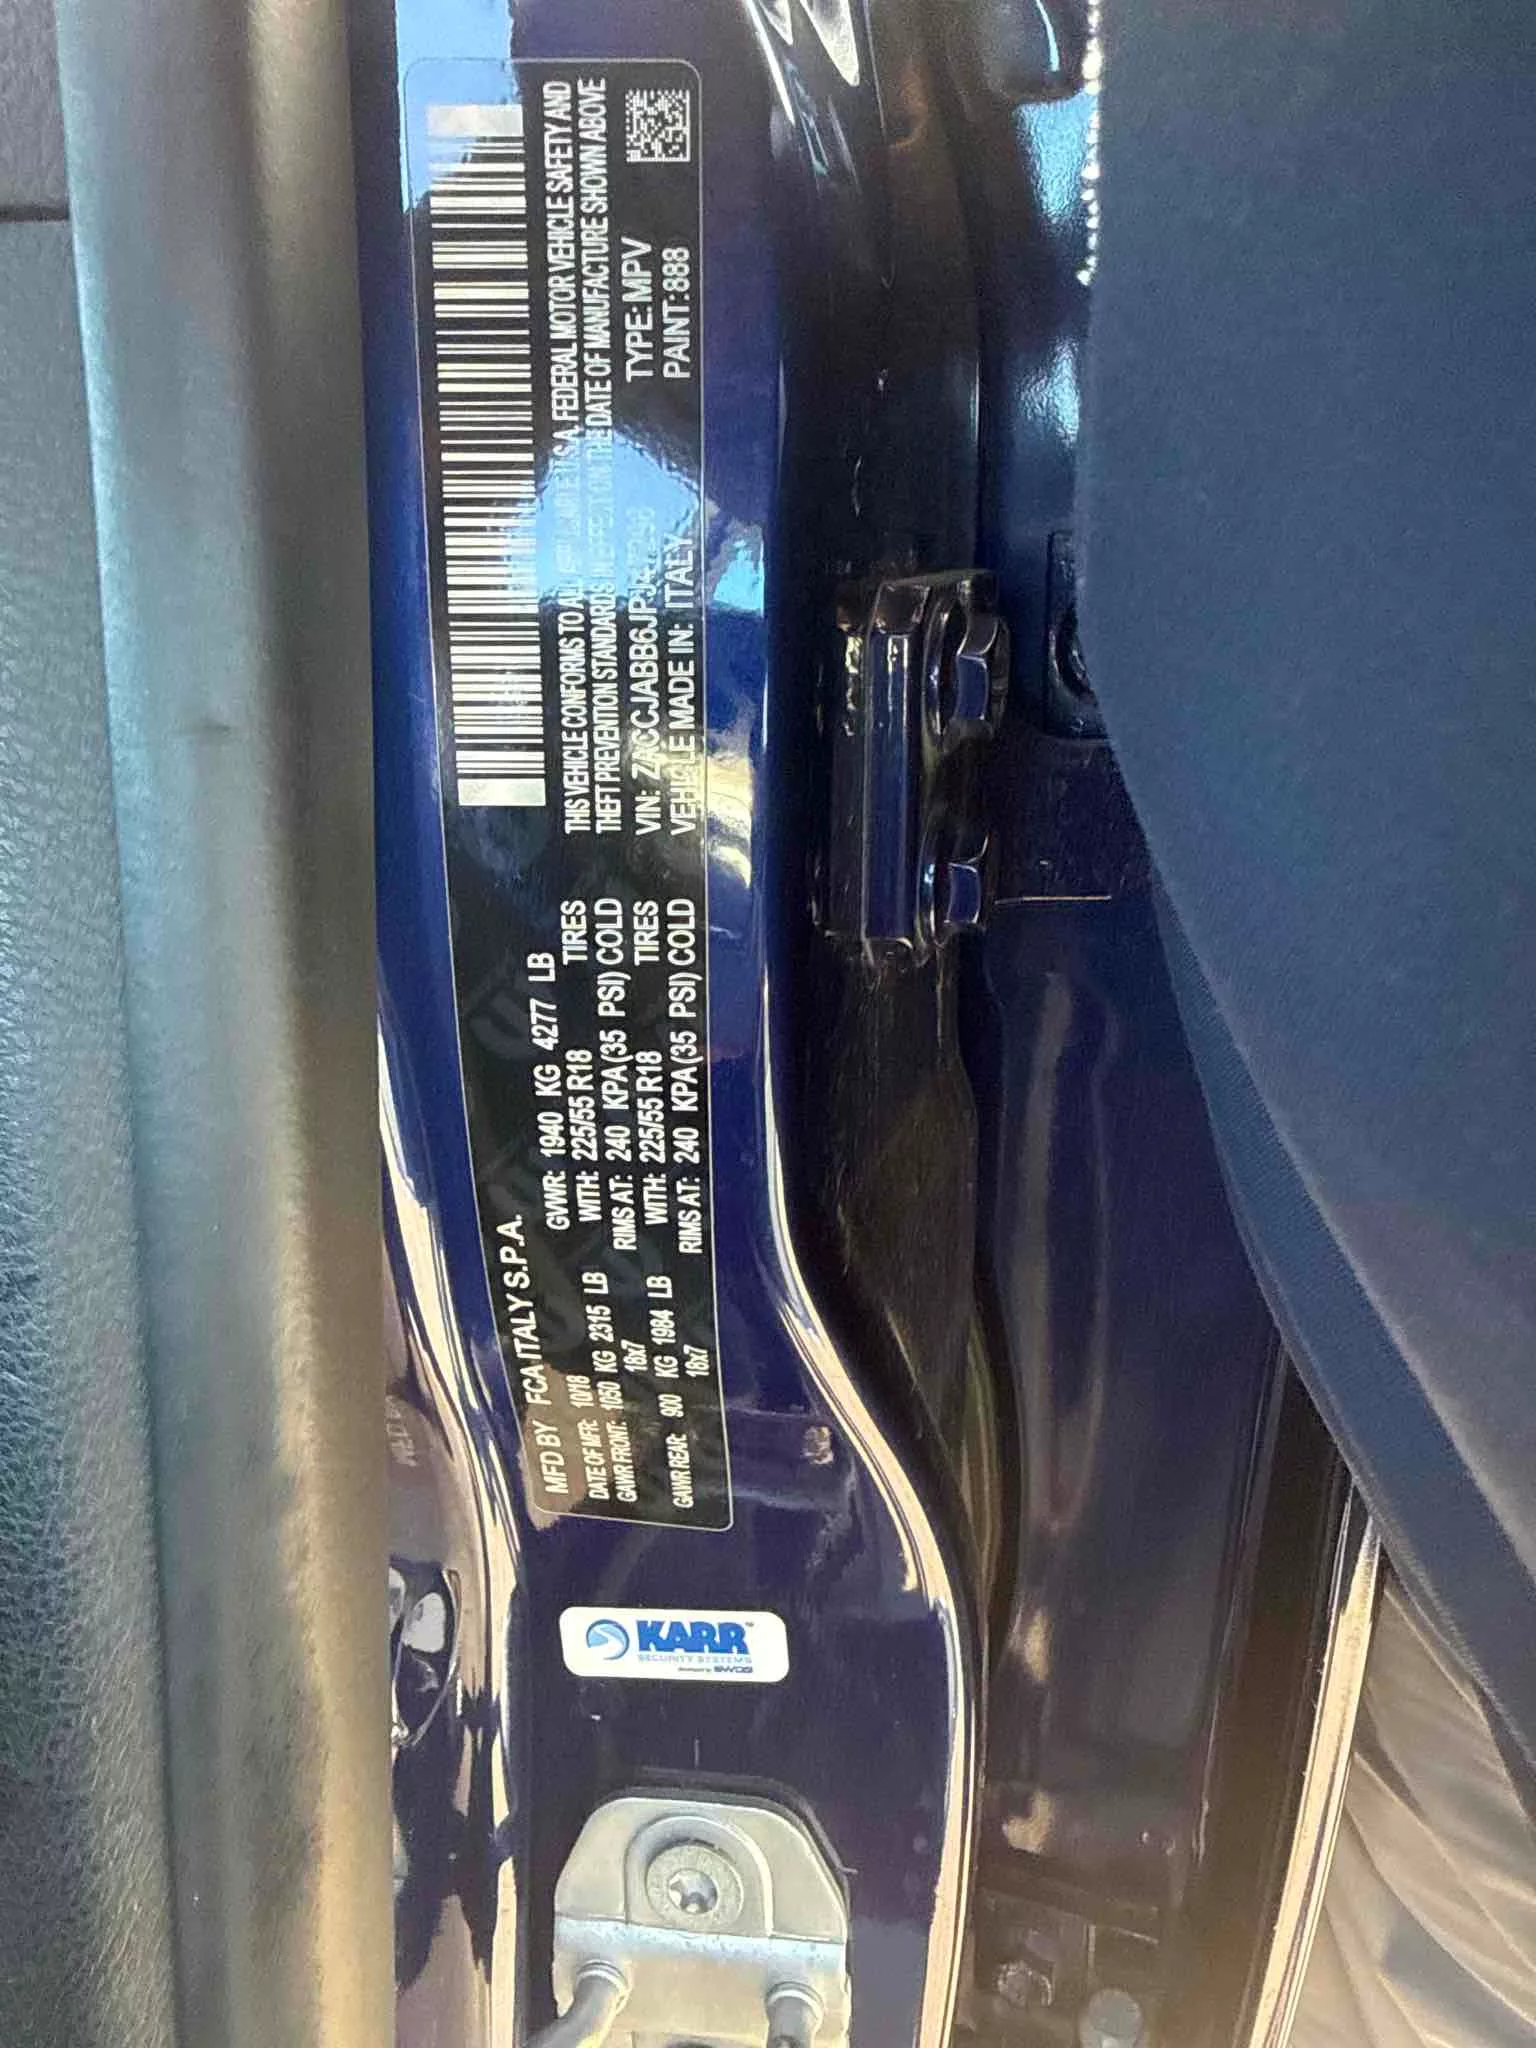 MFD BY FCA ITALY S.P.A.
DATE OF MFR: 10/18
GVWR: 1940 KG 4277 LB
GAWR FRONT: 1050 KG 2315 LB
WITH: 225/55 R18 TIRES
18x7
RIMS AT: 240 KPA(35 PSI) COLD
GAWR REAR: 900 KG 1984 LB
WITH: 225/55 R18 TIRES
18x7
RIMS AT: 240 KPA(35 PSI) COLD
THIS VEHICLE CONFORMS TO ALL U.S.A. FEDERAL MOTOR VEHICLE SAFETY AND
THEFT PREVENTION STANDARDS IN EFFECT ON THE DATE OF MANUFACTURE SHOWN ABOVE
VIN: TYPE: MPV
VEHICLE MADE IN: ITALY PAINT:888
KARR
SECURITY SYSTEMS